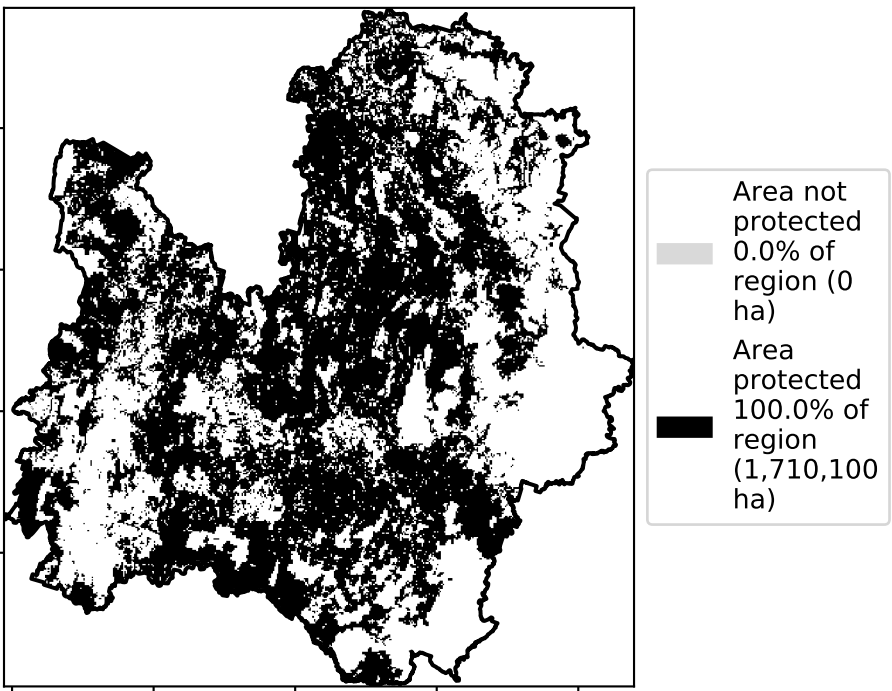 Area not
protected
0.0% of
region (0
ha)
Area
protected
100.0% of
region
(1,710,100
ha)